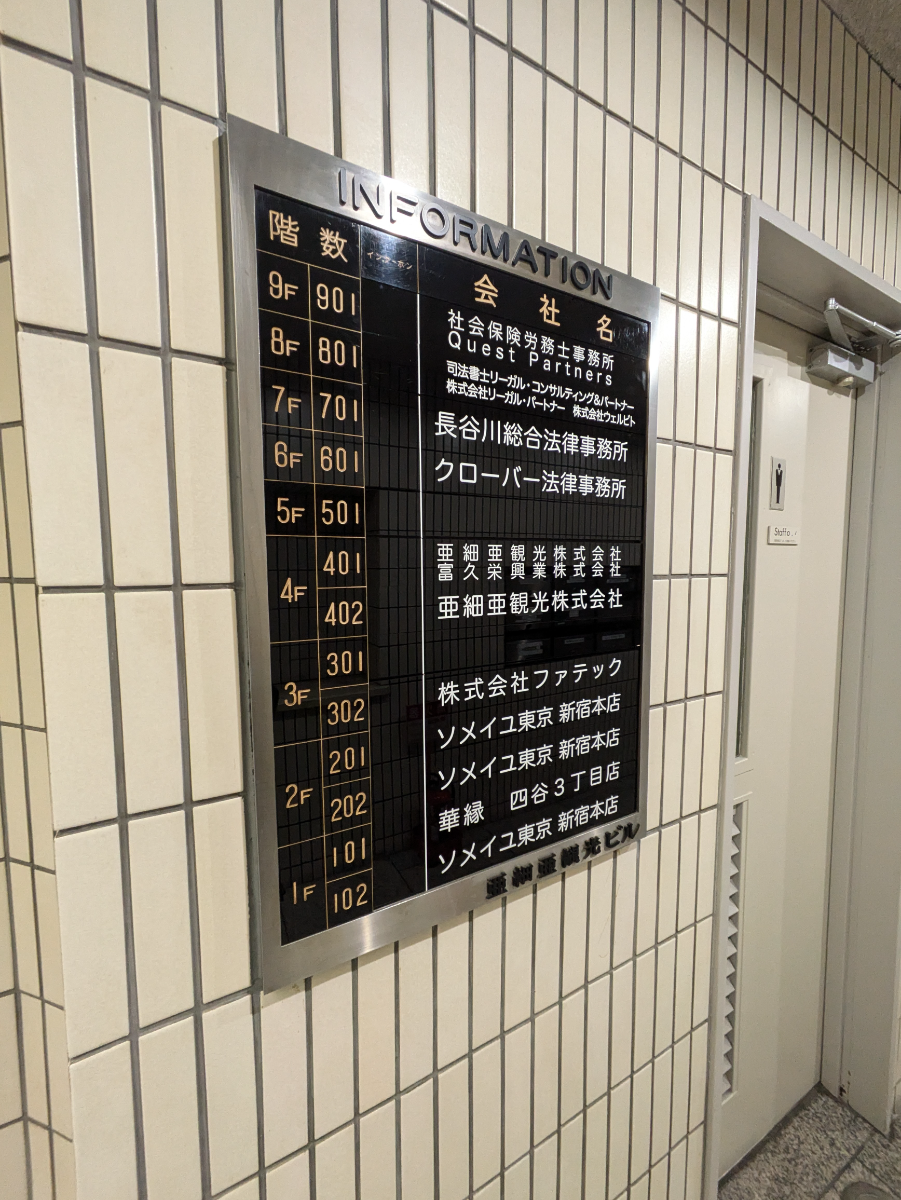 INFORMATION
階数 インターホン 会社名
9F 901 社会保険労務士事務所
Quest Partners
8F 801 司法書士リーガル・コンサルティング&パートナー
株式会社リーガル・パートナー 株式会社ウェルビト
7F 701 長谷川総合法律事務所
6F 601 クローバー法律事務所
5F 501
4F 401 亜細亜観光株式会社
富久栄興業株式会社
402 亜細亜観光株式会社
3F 301
302 株式会社ファテック
2F 201 ソメイユ東京 新宿本店
202 ソメイユ東京 新宿本店
1F 101 華縁 四谷3丁目店
102 ソメイユ東京 新宿本店
亜細亜観光ビル
Staff